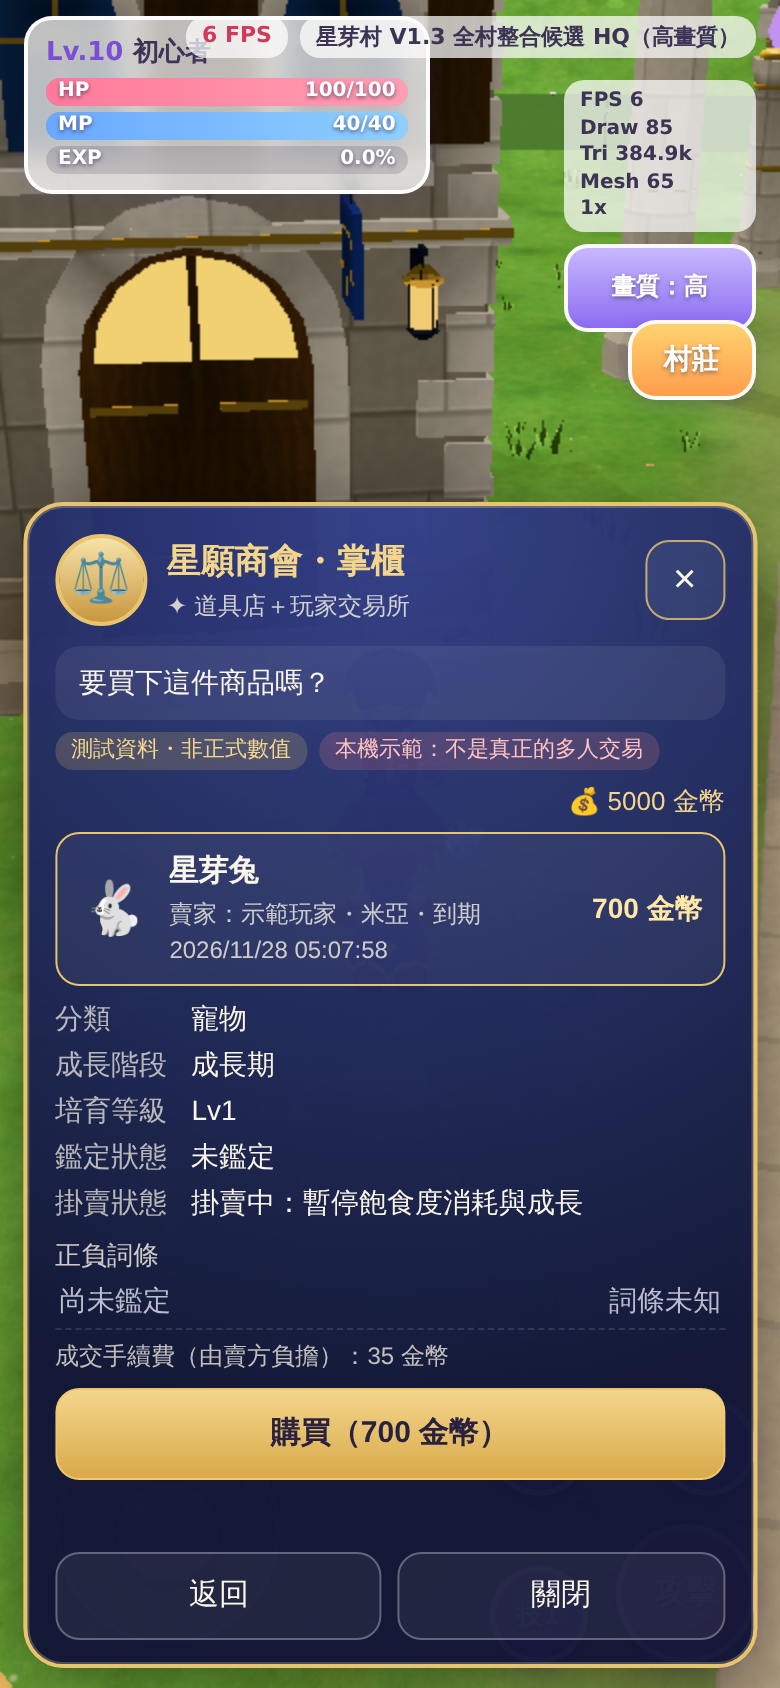 Lv.10 初心者
6 FPS
星芽村 V1.3 全村整合候選 HQ（高畫質）
HP 100/100
MP 40/40
EXP 0.0%
FPS 6
Draw 85
Tri 384.9k
Mesh 65
1x
畫質：高
村莊
星願商會・掌櫃
✦ 道具店＋玩家交易所
×
要買下這件商品嗎？
測試資料・非正式數值
本機示範：不是真正的多人交易
💰 5000 金幣
星芽兔
賣家：示範玩家・米亞・到期
2026/11/28 05:07:58
700 金幣
分類 寵物
成長階段 成長期
培育等級 Lv1
鑑定狀態 未鑑定
掛賣狀態 掛賣中：暫停飽食度消耗與成長
正負詞條
尚未鑑定 詞條未知
成交手續費（由賣方負擔）：35 金幣
購買（700 金幣）
返回
關閉